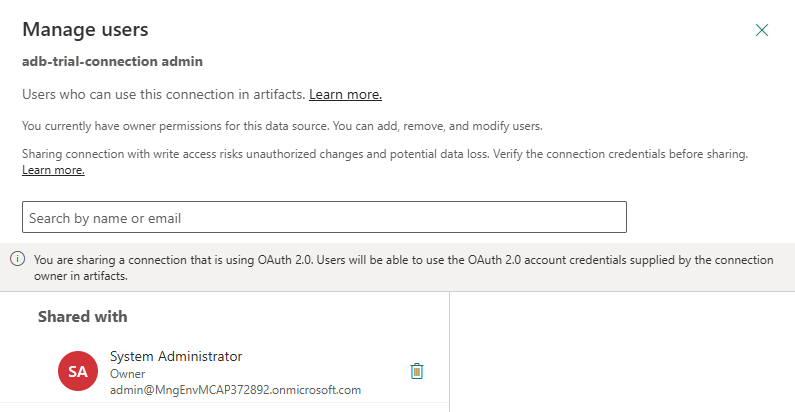 Manage users
adb-trial-connection admin
Users who can use this connection in artifacts. Learn more.
You currently have owner permissions for this data source. You can add, remove, and modify users.
Sharing connection with write access risks unauthorized changes and potential data loss. Verify the connection credentials before sharing.
Learn more.
Search by name or email
You are sharing a connection that is using OAuth 2.0. Users will be able to use the OAuth 2.0 account credentials supplied by the connection
owner in artifacts.
Shared with
SA
System Administrator
Owner
admin@MngEnvMCAP372892.onmicrosoft.com